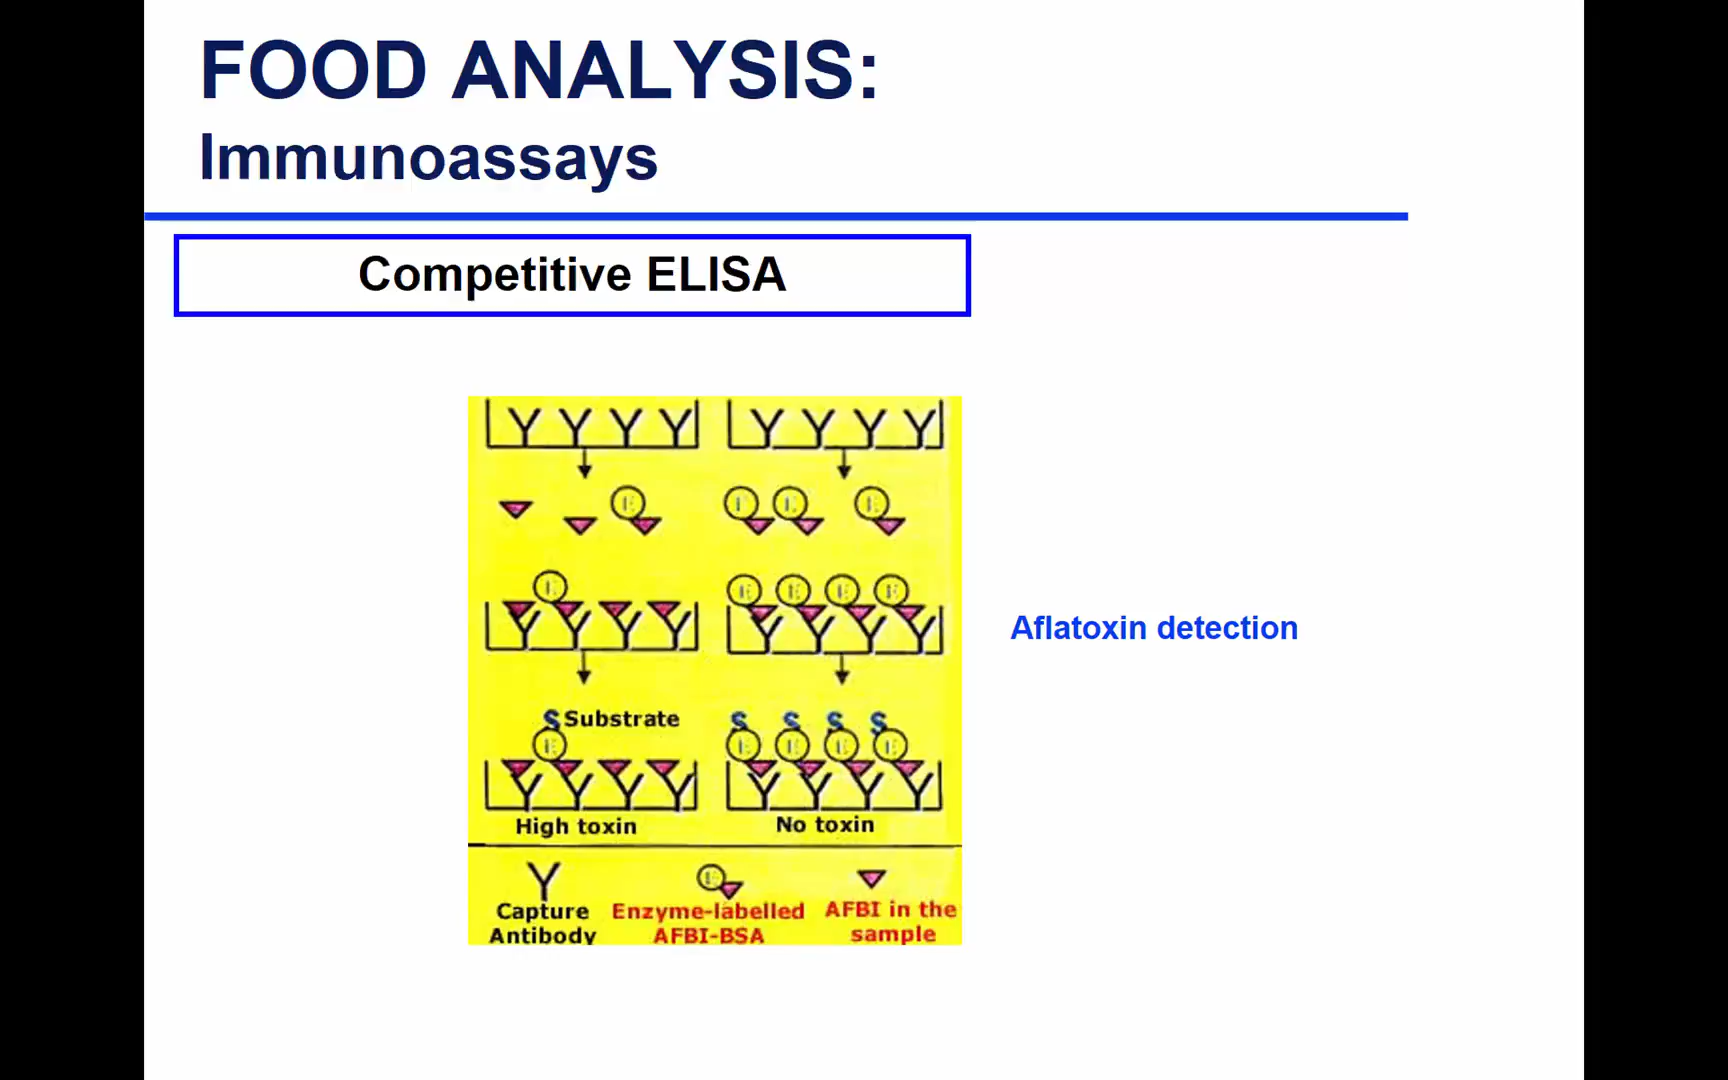 FOOD ANALYSIS:
Immunoassays
Competitive ELISA
E
E E E
E
E E E E
Aflatoxin detection
S Substrate
S S S S
E
E E E E
High toxin
No toxin
E
Capture Antibody
Enzyme-labelled AFBI-BSA
AFBI in the sample